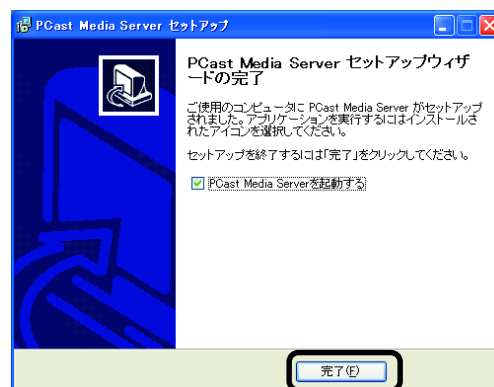 PCast Media Server セットアップ
PCast Media Server セットアップウィザ
ードの完了
ご使用のコンピュータに PCast Media Server がセットアップ
されました。アプリケーションを実行するにはインストールさ
れたアイコンを選択してください。
セットアップを終了するには「完了」をクリックしてください。
PCast Media Serverを起動する
完了(F)